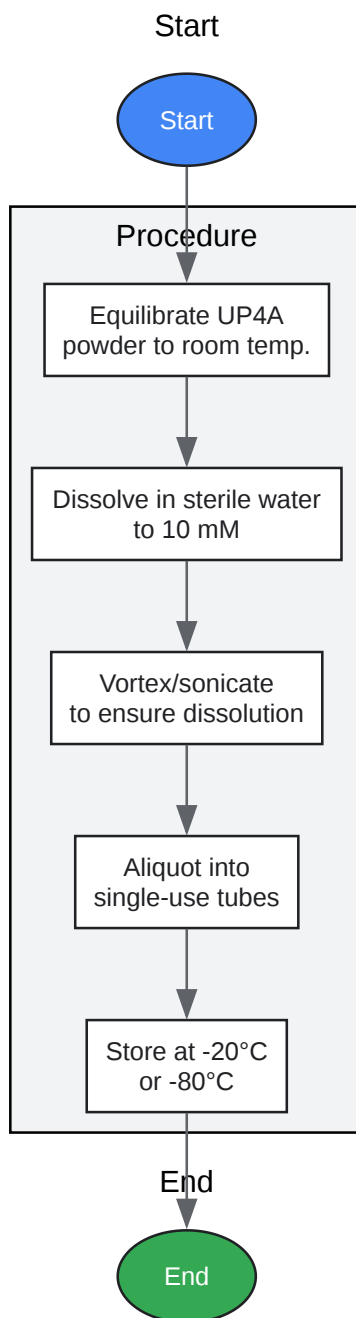 Start
Start
Procedure
Equilibrate UP4A
powder to room temp.
Dissolve in sterile water
to 10 mM
Vortex/sonicate
to ensure dissolution
Aliquot into
single-use tubes
Store at -20°C
or -80°C
End
End